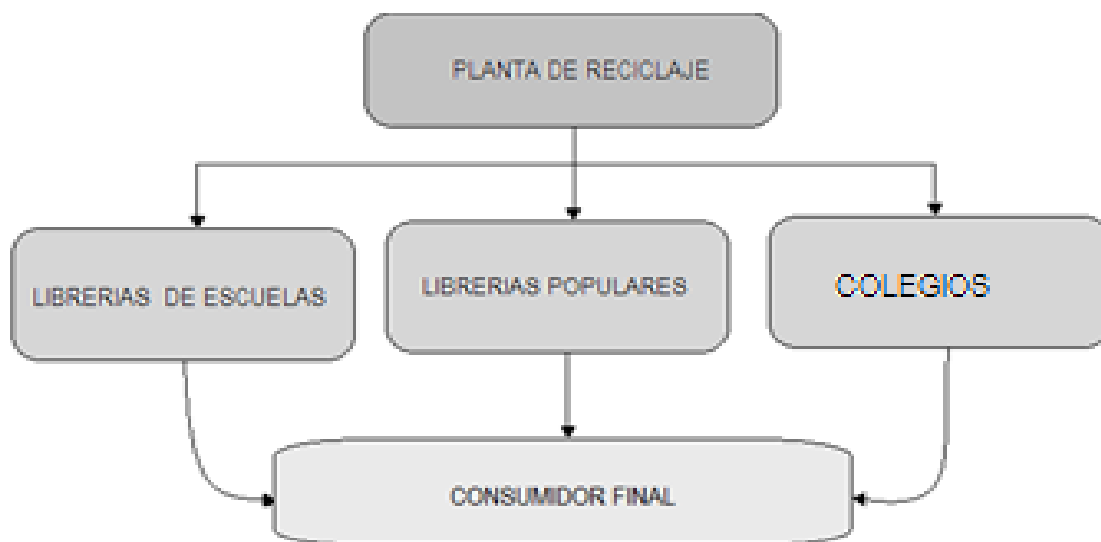 PLANTA DE RECICLAJE
LIBRERIAS DE ESCUELAS
LIBRERIAS POPULARES
COLEGIOS
CONSUMIDOR FINAL